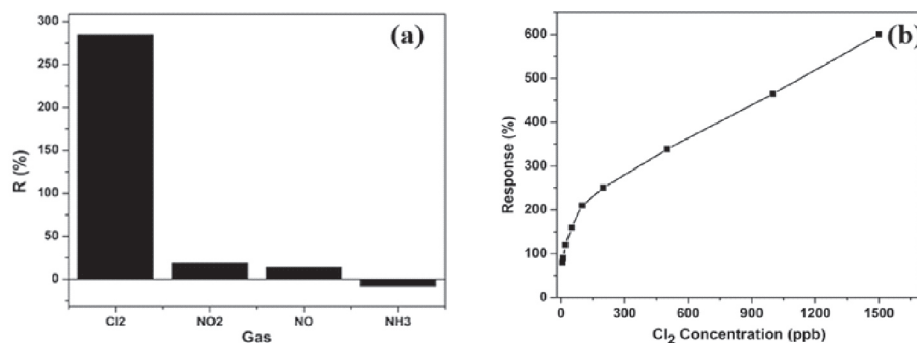 (a)
R (%)
300
250
200
150
100
50
0
Cl2 NO2 NO NH3
Gas
(b)
Response (%)
600
500
400
300
200
100
0
0 300 600 900 1200 1500
Cl₂ Concentration (ppb)